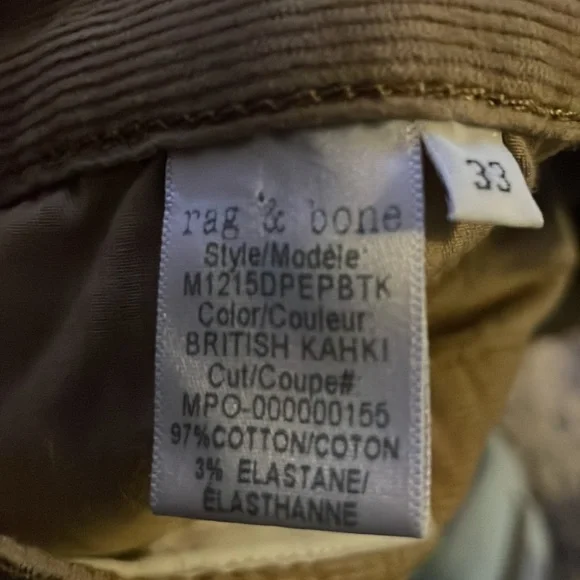 33
rag & bone
Style/Modèle:
M1215DPEPBTK
Color/Couleur
BRITISH KAHKI
Cut/Coupe#:
MPO-000000155
97%COTTON/COTON
3% ELASTANE/
ÉLASTHANNE